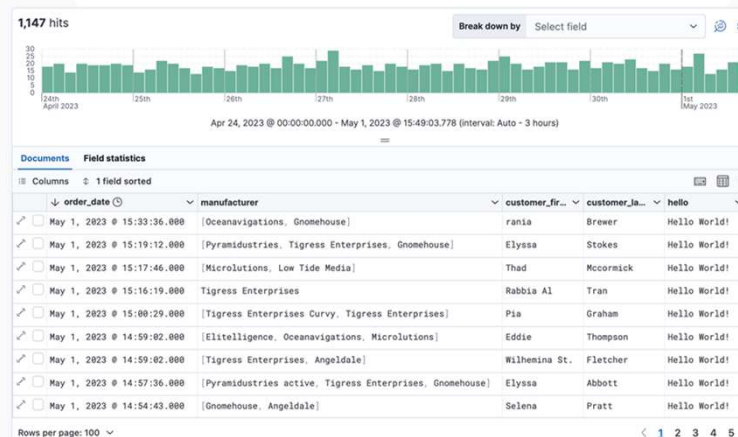 1,147 hits
Break down by Select field
30
25
20
15
10
5
0
24th 25th 26th 27th 28th 29th 30th 1st
April 2023 May 2023
Apr 24, 2023 @ 00:00:00.000 - May 1, 2023 @ 15:49:03.778 (interval: Auto - 3 hours)
Documents Field statistics
Columns 1 field sorted
order_date manufacturer customer_fir... customer_la... hello
May 1, 2023 @ 15:33:36.000 [Oceanavigations, Gnomehouse] rania Brewer Hello World!
May 1, 2023 @ 15:19:12.000 [Pyramidustries, Tigress Enterprises, Gnomehouse] Elyssa Stokes Hello World!
May 1, 2023 @ 15:17:46.000 [Microlutions, Low Tide Media] Thad Mccormick Hello World!
May 1, 2023 @ 15:16:19.000 Tigress Enterprises Rabbia Al Tran Hello World!
May 1, 2023 @ 15:00:29.000 [Tigress Enterprises Curvy, Tigress Enterprises] Pia Graham Hello World!
May 1, 2023 @ 14:59:02.000 [Elitelligence, Oceanavigations, Microlutions] Eddie Thompson Hello World!
May 1, 2023 @ 14:59:02.000 [Tigress Enterprises, Angeldale] Wilhemina St. Fletcher Hello World!
May 1, 2023 @ 14:57:36.000 [Pyramidustries active, Tigress Enterprises, Gnomehouse] Elyssa Abbott Hello World!
May 1, 2023 @ 14:54:43.000 [Gnomehouse, Angeldale] Selena Pratt Hello World!
Rows per page: 100 1 2 3 4 5